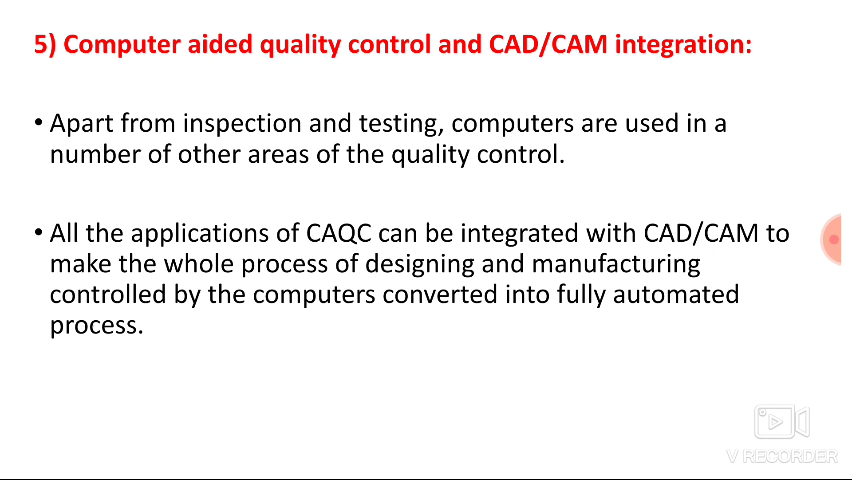 5) Computer aided quality control and CAD/CAM integration:
• Apart from inspection and testing, computers are used in a
number of other areas of the quality control.
• All the applications of CAQC can be integrated with CAD/CAM to
make the whole process of designing and manufacturing
controlled by the computers converted into fully automated
process.
V RECORDER